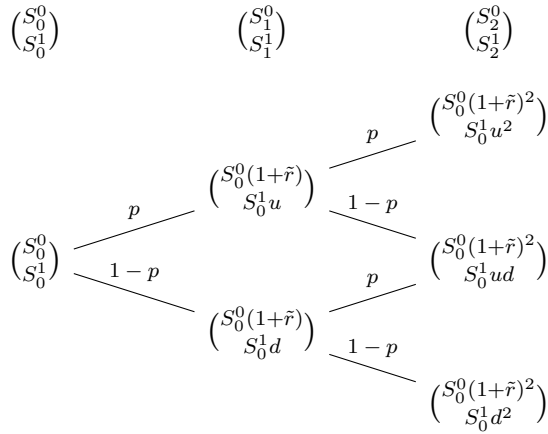 (S_0^0 S_0^1) (S_1^0 S_1^1) (S_2^0 S_2^1)
(S_0^0(1+r̃)^2 S_0^1u^2)
p
(S_0^0(1+r̃) S_0^1u)
p
1 − p
(S_0^0 S_0^1)
(S_0^0(1+r̃)^2 S_0^1ud)
1 − p
p
(S_0^0(1+r̃) S_0^1d)
1 − p
(S_0^0(1+r̃)^2 S_0^1d^2)